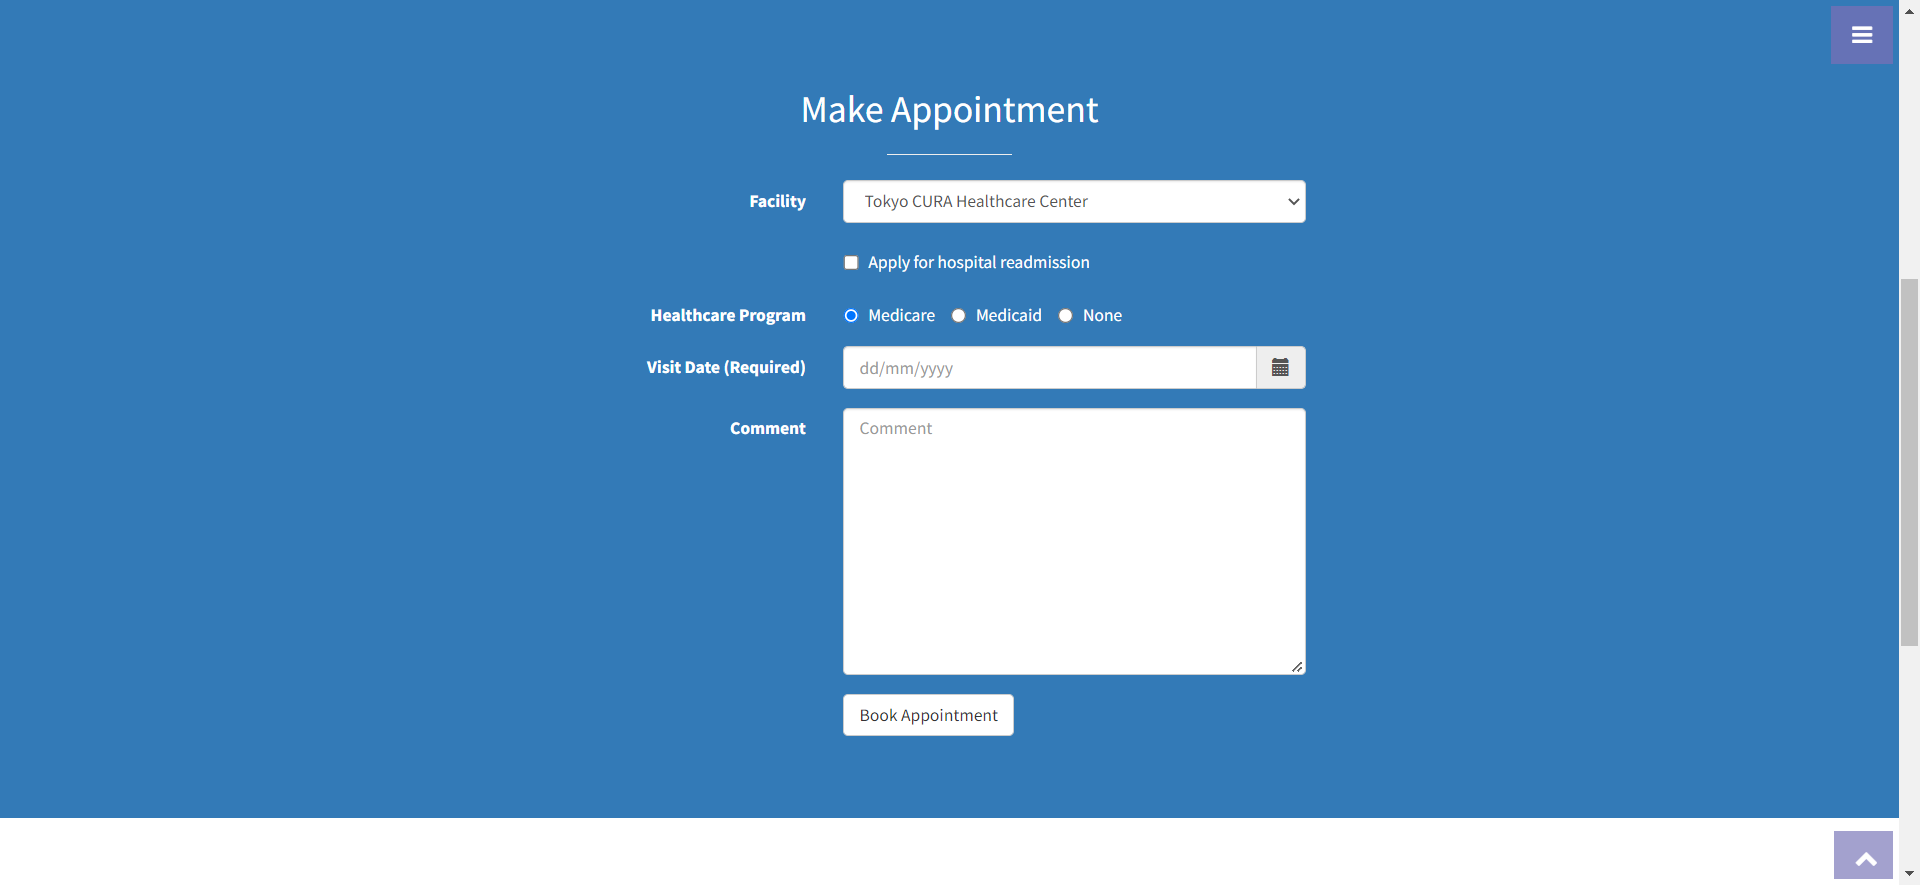 Make Appointment
Facility
Tokyo CURA Healthcare Center
Apply for hospital readmission
Healthcare Program
Medicare Medicaid None
Visit Date (Required)
dd/mm/yyyy
Comment
Comment
Book Appointment